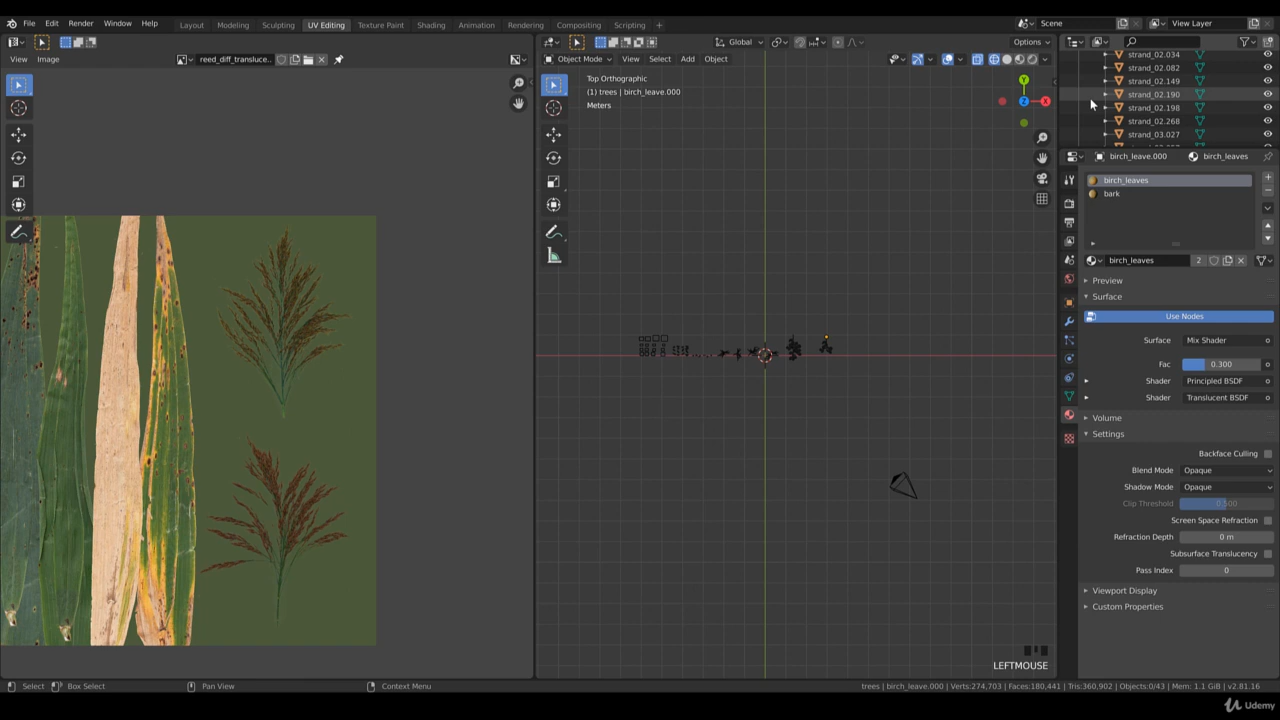 File Edit Render Window Help Layout Modeling Sculpting UV Editing Texture Paint Shading Animation Rendering Compositing Scripting + Scene View Layer
Global Options
View Image reed_diff_transluce.. Object Mode View Select Add Object
Top Orthographic
(1) trees | birch_leave.000
Meters
Y
Z X
strand_02.034
strand_02.082
strand_02.149
strand_02.190
strand_02.198
strand_02.268
strand_03.027
birch_leave.000 birch_leaves
birch_leaves
bark
birch_leaves 2
Preview
Surface
Use Nodes
Surface Mix Shader
Fac 0.300
Shader Principled BSDF
Shader Translucent BSDF
Volume
Settings
Backface Culling
Blend Mode Opaque
Shadow Mode Opaque
Clip Threshold 0.500
Screen Space Refraction
Refraction Depth 0 m
Subsurface Translucency
Pass Index 0
Viewport Display
Custom Properties
LEFTMOUSE
Select Box Select Pan View Context Menu trees | birch_leave.000 | Verts:274,703 | Faces:180,441 | Tris:360,902 | Objects:0/43 | Mem: 1.1 GiB | v2.81.16
Udemy